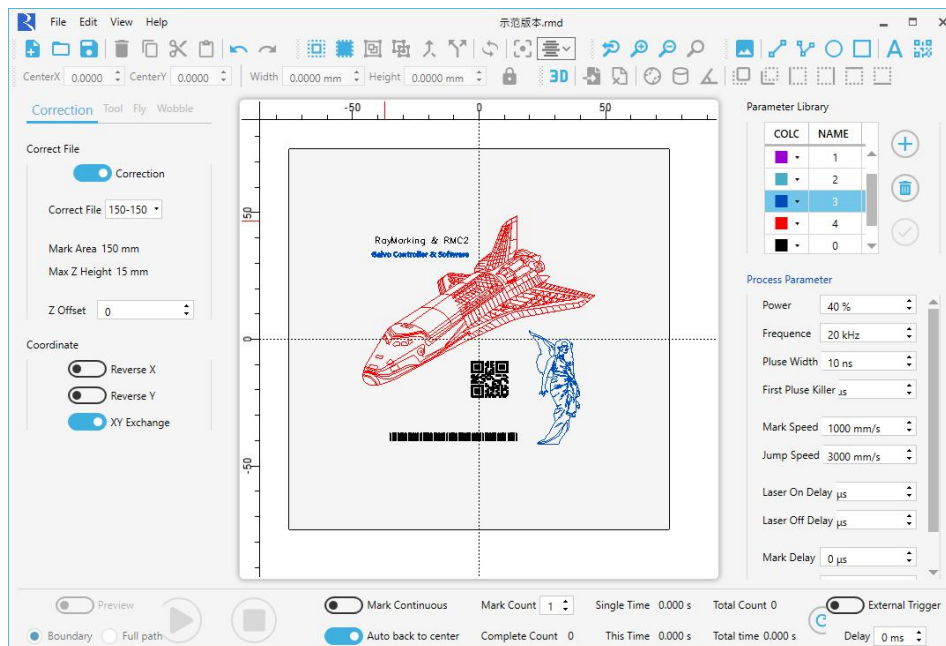 File Edit View Help
示范版本.rmd
CenterX 0.0000 CenterY 0.0000 Width 0.0000 mm Height 0.0000 mm 3D
Correction Tool Fly Wobble
Correct File
Correction
Correct File 150-150
Mark Area 150 mm
Max Z Height 15 mm
Z Offset 0
Coordinate
Reverse X
Reverse Y
XY Exchange
-50 0 50
50
0
-50
RayMarking & RMC2
Galvo Controller & Software
Parameter Library
COLC NAME
1
2
3
4
0
Process Parameter
Power 40 %
Frequence 20 kHz
Pluse Width 10 ns
First Pluse Killer µs
Mark Speed 1000 mm/s
Jump Speed 3000 mm/s
Laser On Delay µs
Laser Off Delay µs
Mark Delay 0 µs
Preview
Boundary Full path
Mark Continuous Mark Count 1 Single Time 0.000 s Total Count 0 External Trigger
Auto back to center Complete Count 0 This Time 0.000 s Total time 0.000 s Delay 0 ms